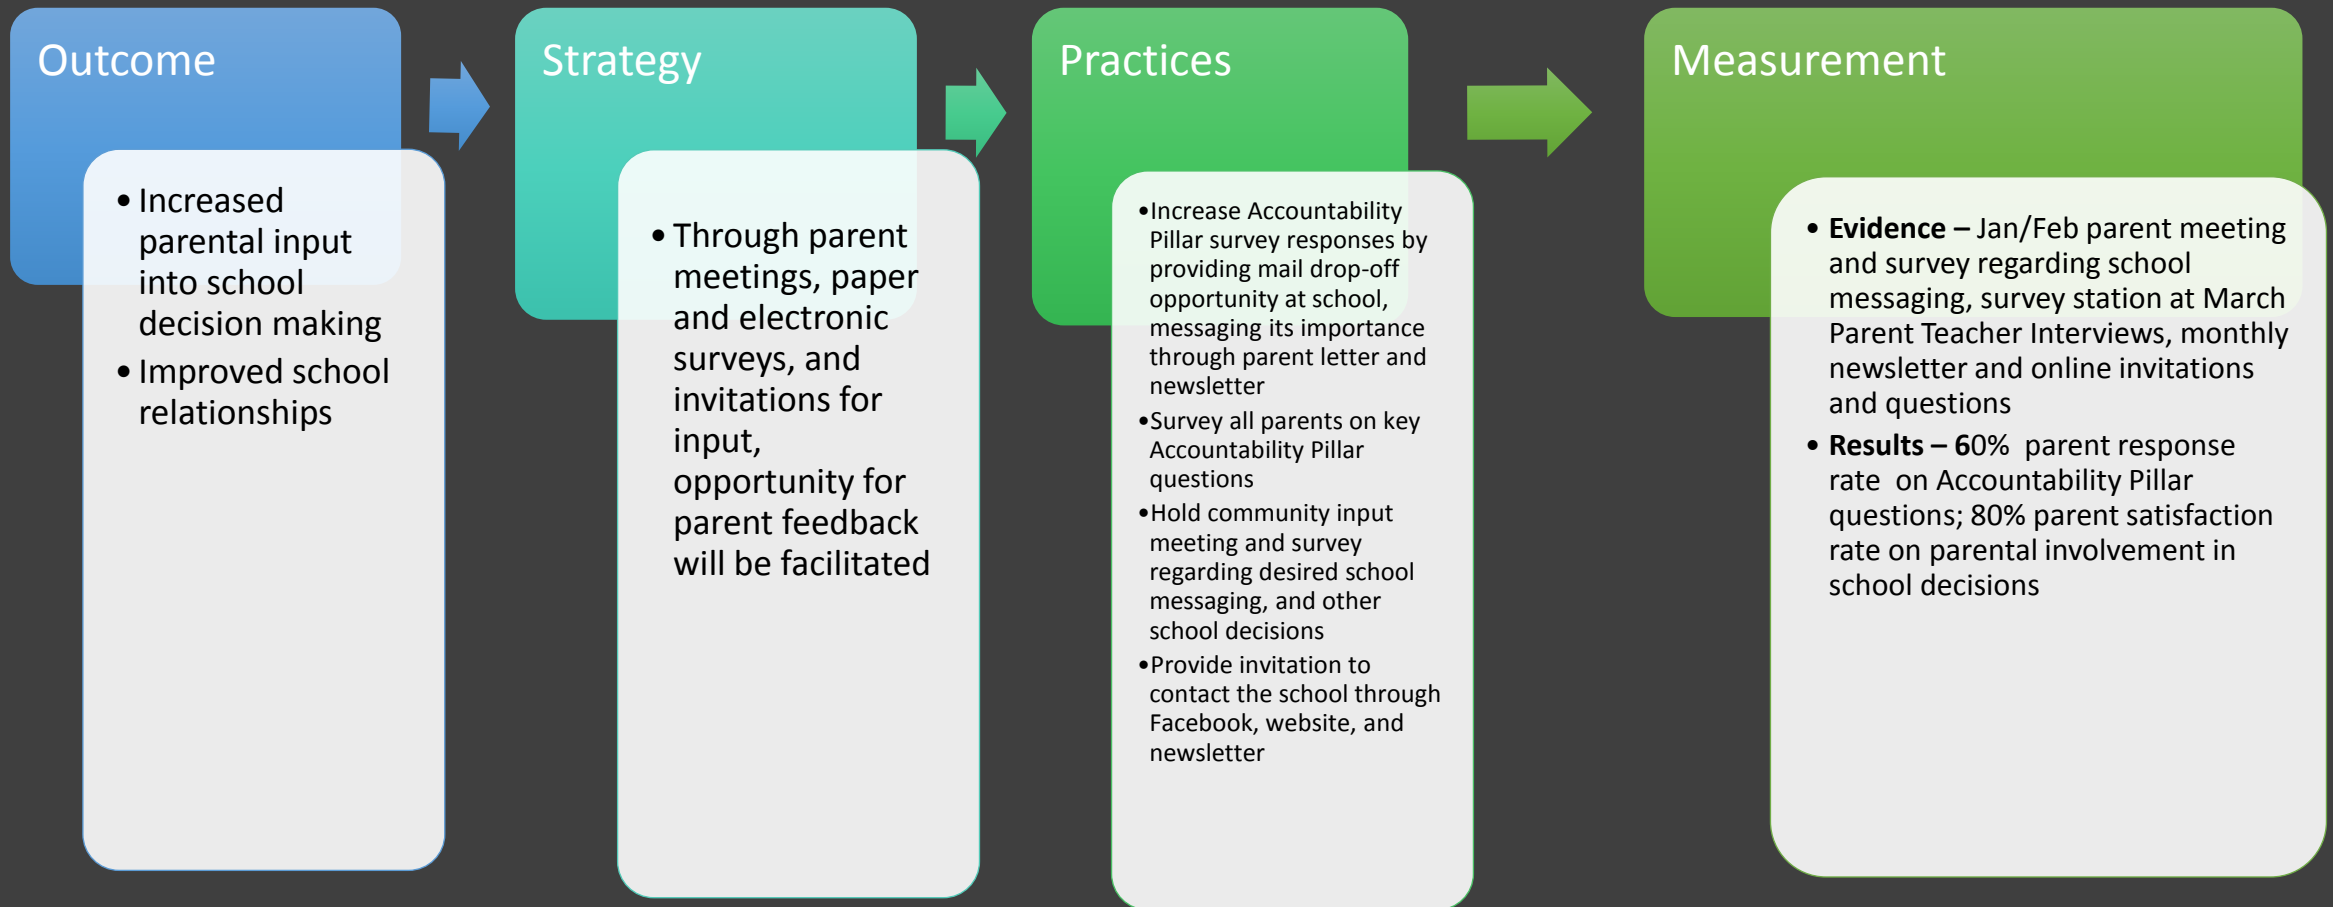 Outcome
• Increased
parental input
into school
decision making
• Improved school
relationships
Strategy
• Through parent
meetings, paper
and electronic
surveys, and
invitations for
input,
opportunity for
parent feedback
will be facilitated
Practices
•Increase Accountability
Pillar survey responses by
providing mail drop-off
opportunity at school,
messaging its importance
through parent letter and
newsletter
•Survey all parents on key
Accountability Pillar
questions
•Hold community input
meeting and survey
regarding desired school
messaging, and other
school decisions
•Provide invitation to
contact the school through
Facebook, website, and
newsletter
Measurement
• Evidence – Jan/Feb parent meeting
and survey regarding school
messaging, survey station at March
Parent Teacher Interviews, monthly
newsletter and online invitations
and questions
• Results – 60% parent response
rate on Accountability Pillar
questions; 80% parent satisfaction
rate on parental involvement in
school decisions